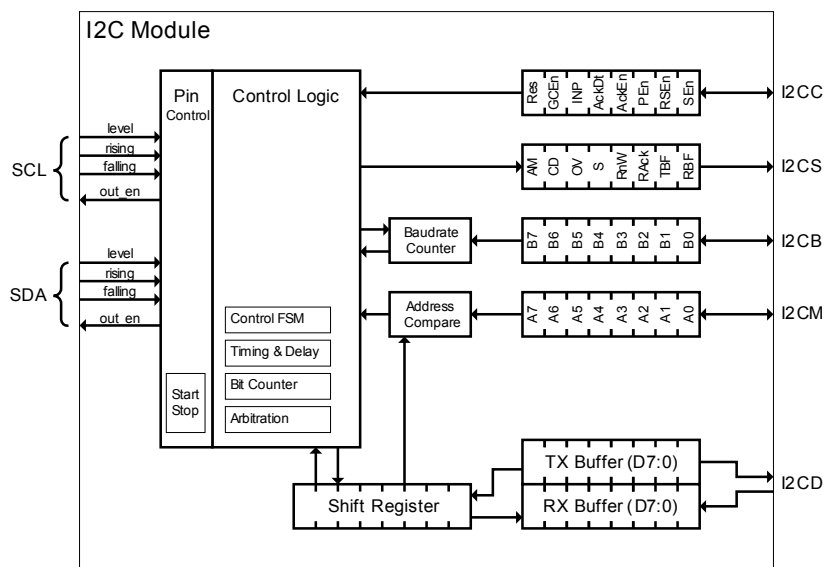 I2C Module
Pin
Control
Control Logic
SCL
level
rising
falling
out_en
SDA
level
rising
falling
out_en
Start
Stop
Control FSM
Timing & Delay
Bit Counter
Arbitration
Res GCEn INP AckDt AckEn PEn RSEn SEn
I2CC
AM CD OV S RnW RAck TBF RBF
I2CS
Baudrate
Counter
B7 B6 B5 B4 B3 B2 B1 B0
I2CB
Address
Compare
A7 A6 A5 A4 A3 A2 A1 A0
I2CM
TX Buffer (D7:0)
I2CD
Shift Register
RX Buffer (D7:0)